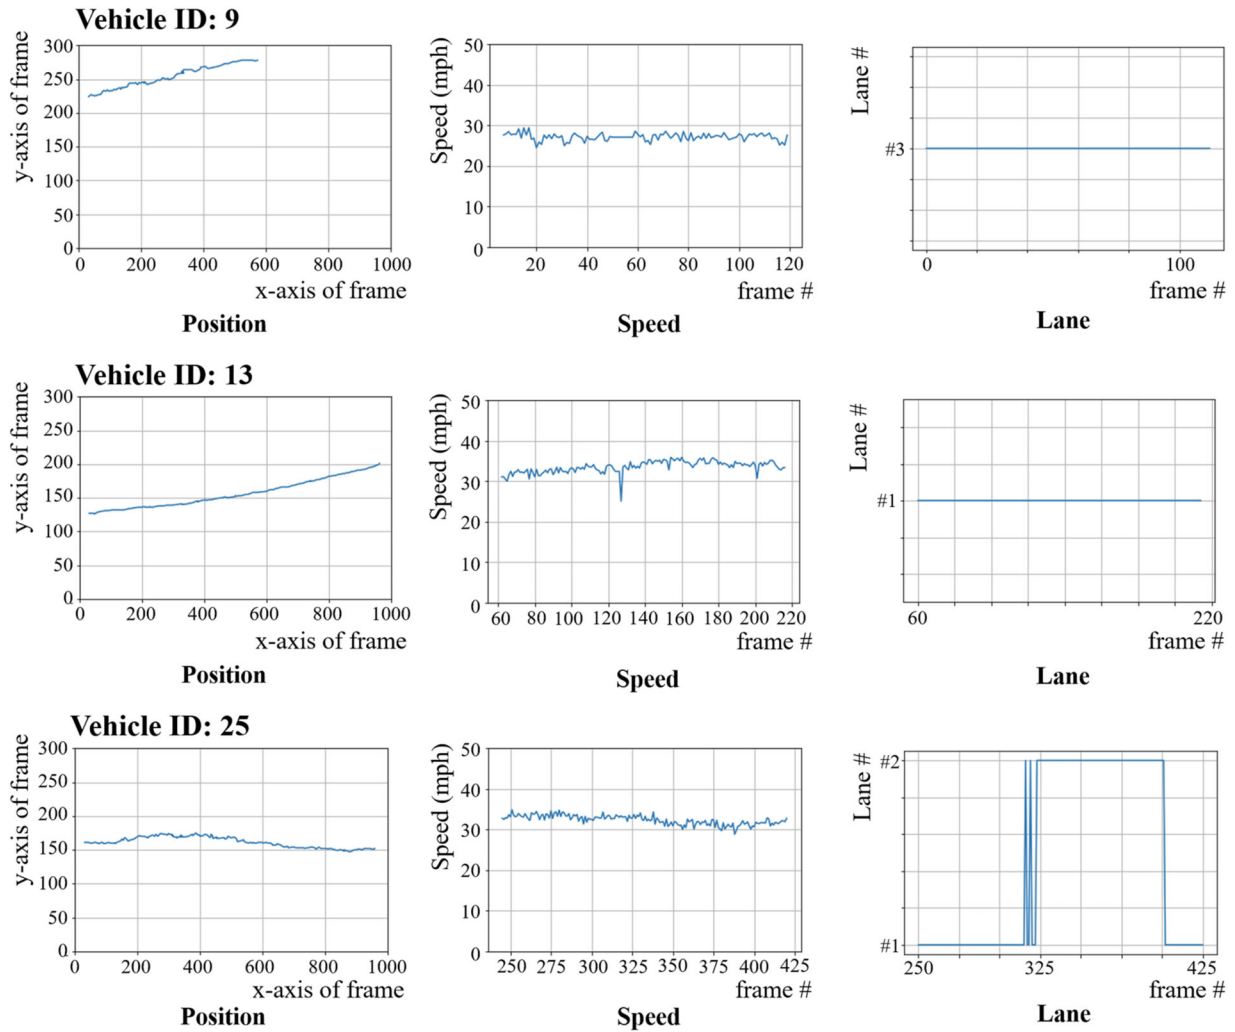 Vehicle ID: 9
y-axis of frame
300
250
200
150
100
50
0
0 200 400 600 800 1000
x-axis of frame
Position
Speed (mph)
50
40
30
20
10
0
20 40 60 80 100 120
frame #
Speed
Lane #
#3
0 100
frame #
Lane
Vehicle ID: 13
y-axis of frame
300
250
200
150
100
50
0
0 200 400 600 800 1000
x-axis of frame
Position
Speed (mph)
50
40
30
20
10
0
60 80 100 120 140 160 180 200 220
frame #
Speed
Lane #
#1
60 220
frame #
Lane
Vehicle ID: 25
y-axis of frame
300
250
200
150
100
50
0
0 200 400 600 800 1000
x-axis of frame
Position
Speed (mph)
50
40
30
20
10
0
250 275 300 325 350 375 400 425
frame #
Speed
Lane #
#2
#1
250 325 425
frame #
Lane